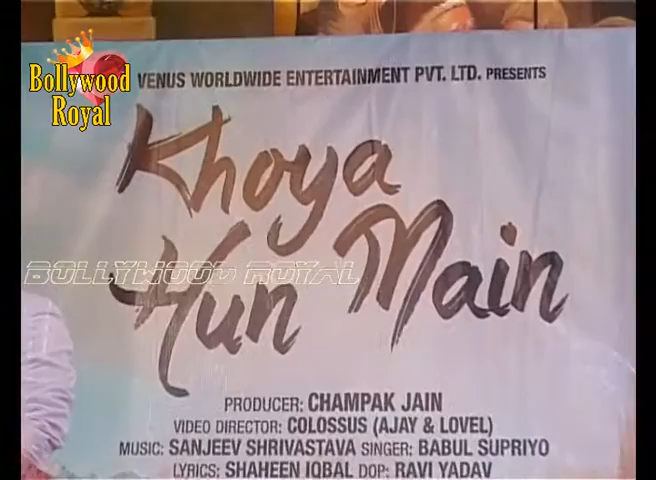 Bollywood
Royal
VENUS WORLDWIDE ENTERTAINMENT PVT. LTD. PRESENTS
Khoya
Hun Main
BOLLYWOOD ROYAL
PRODUCER: CHAMPAK JAIN
VIDEO DIRECTOR: COLOSSUS (AJAY & LOVEL)
MUSIC: SANJEEV SHRIVASTAVA SINGER: BABUL SUPRIYO
LYRICS: SHAHEEN IQBAL DOP: RAVI YADAV